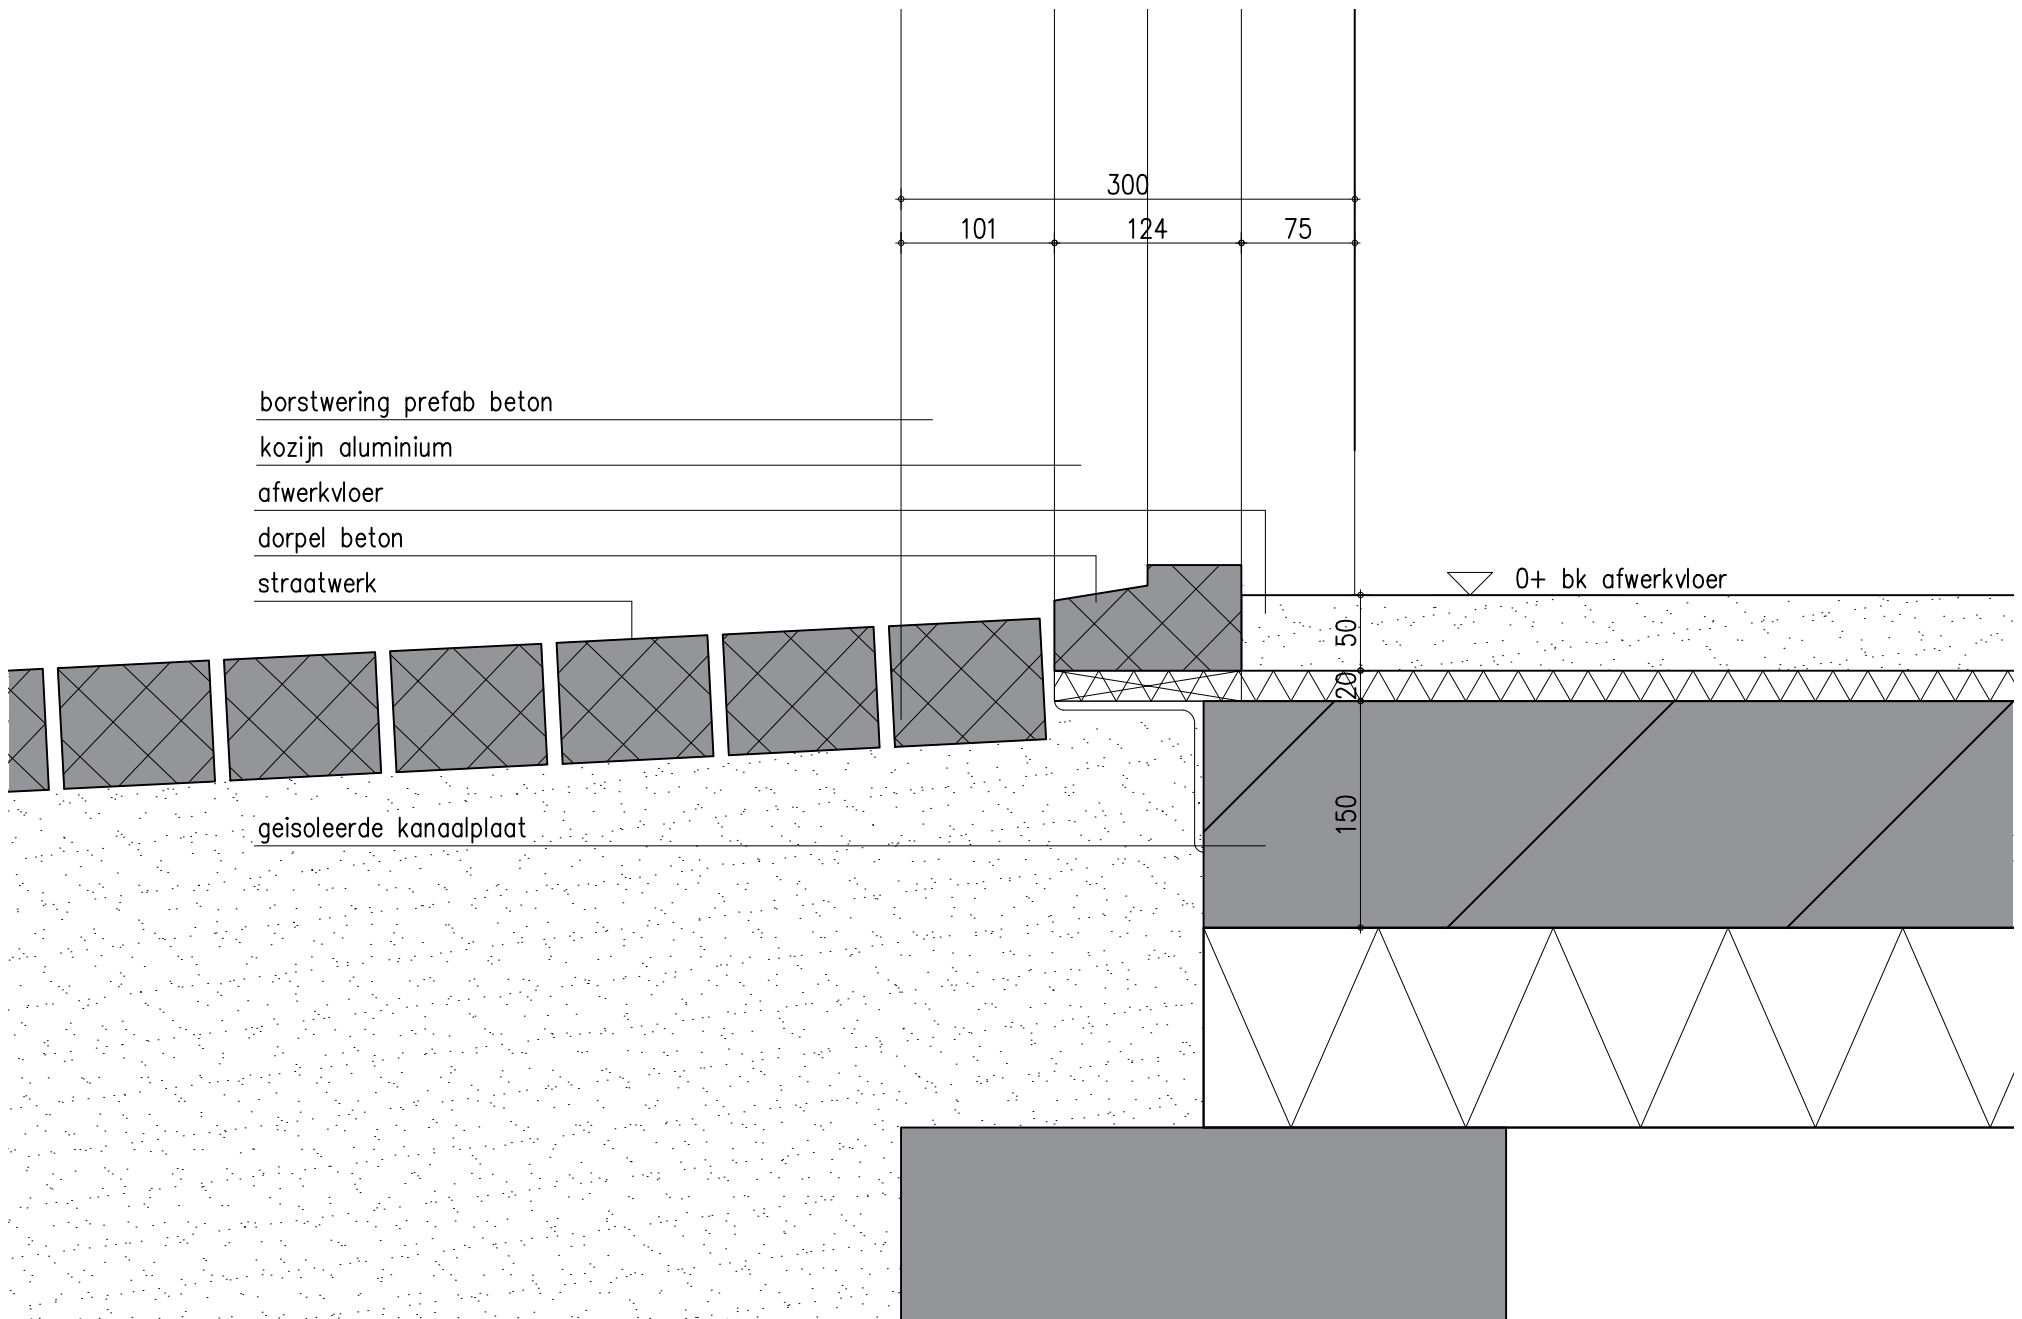 300
101 124 75
borstwering prefab beton
kozijn aluminium
afwerkvloer
dorpel beton
straatwerk
0+ bk afwerkvloer
50
20
150
geisoleerde kanaalplaat